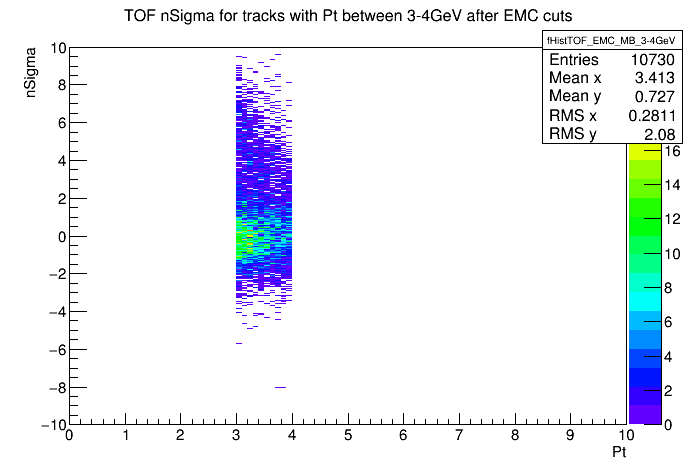 TOF nSigma for tracks with Pt between 3-4GeV after EMC cuts
fHistTOF_EMC_MB_3-4GeV
Entries 10730
Mean x 3.413
Mean y 0.727
RMS x 0.2811
RMS y 2.08
nSigma
10
8
6
4
2
0
−2
−4
−6
−8
−10
0 1 2 3 4 5 6 7 8 9 10
Pt
16
14
12
10
8
6
4
2
0